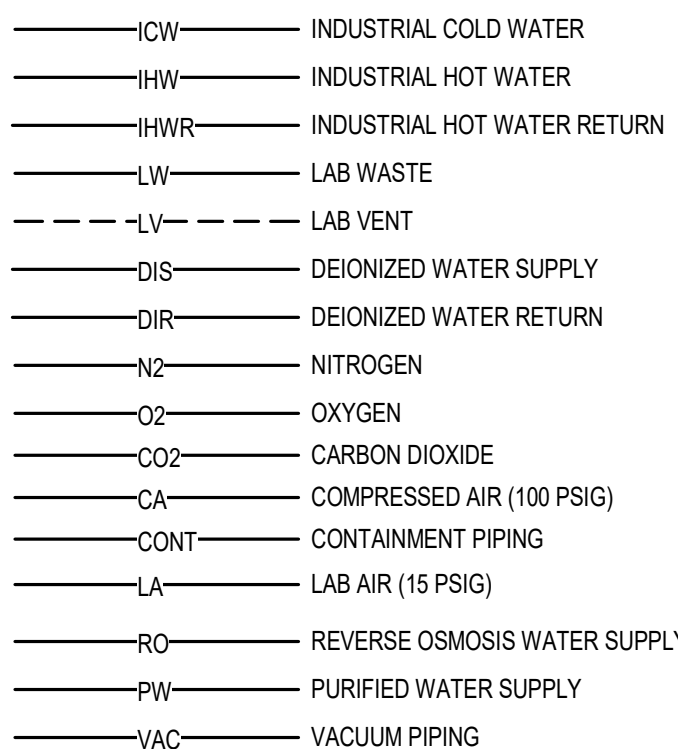 ICW INDUSTRIAL COLD WATER
IHW INDUSTRIAL HOT WATER
IHWR INDUSTRIAL HOT WATER RETURN
LW LAB WASTE
LV LAB VENT
DIS DEIONIZED WATER SUPPLY
DIR DEIONIZED WATER RETURN
N2 NITROGEN
O2 OXYGEN
CO2 CARBON DIOXIDE
CA COMPRESSED AIR (100 PSIG)
CONT CONTAINMENT PIPING
LA LAB AIR (15 PSIG)
RO REVERSE OSMOSIS WATER SUPPLY
PW PURIFIED WATER SUPPLY
VAC VACUUM PIPING